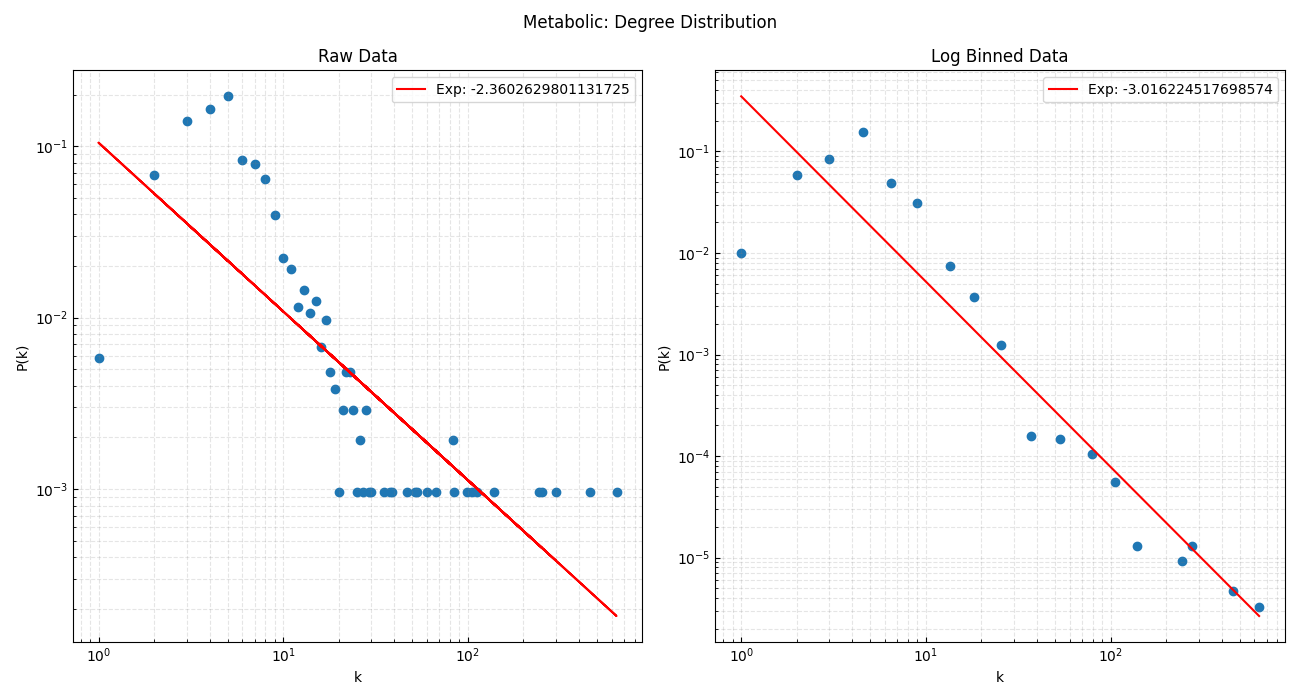 Metabolic: Degree Distribution
Raw Data
Exp: -2.3602629801131725
10⁻¹
10⁻²
10⁻³
P(k)
10⁰
10¹
10²
k
Log Binned Data
Exp: -3.016224517698574
10⁻¹
10⁻²
10⁻³
10⁻⁴
10⁻⁵
P(k)
10⁰
10¹
10²
k